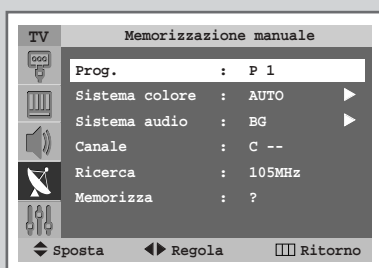 TV Memorizzazione manuale
Prog. : P 1
Sistema colore : AUTO
Sistema audio : BG
Canale : C --
Ricerca : 105MHz
Memorizza : ?
Sposta Regola Ritorno